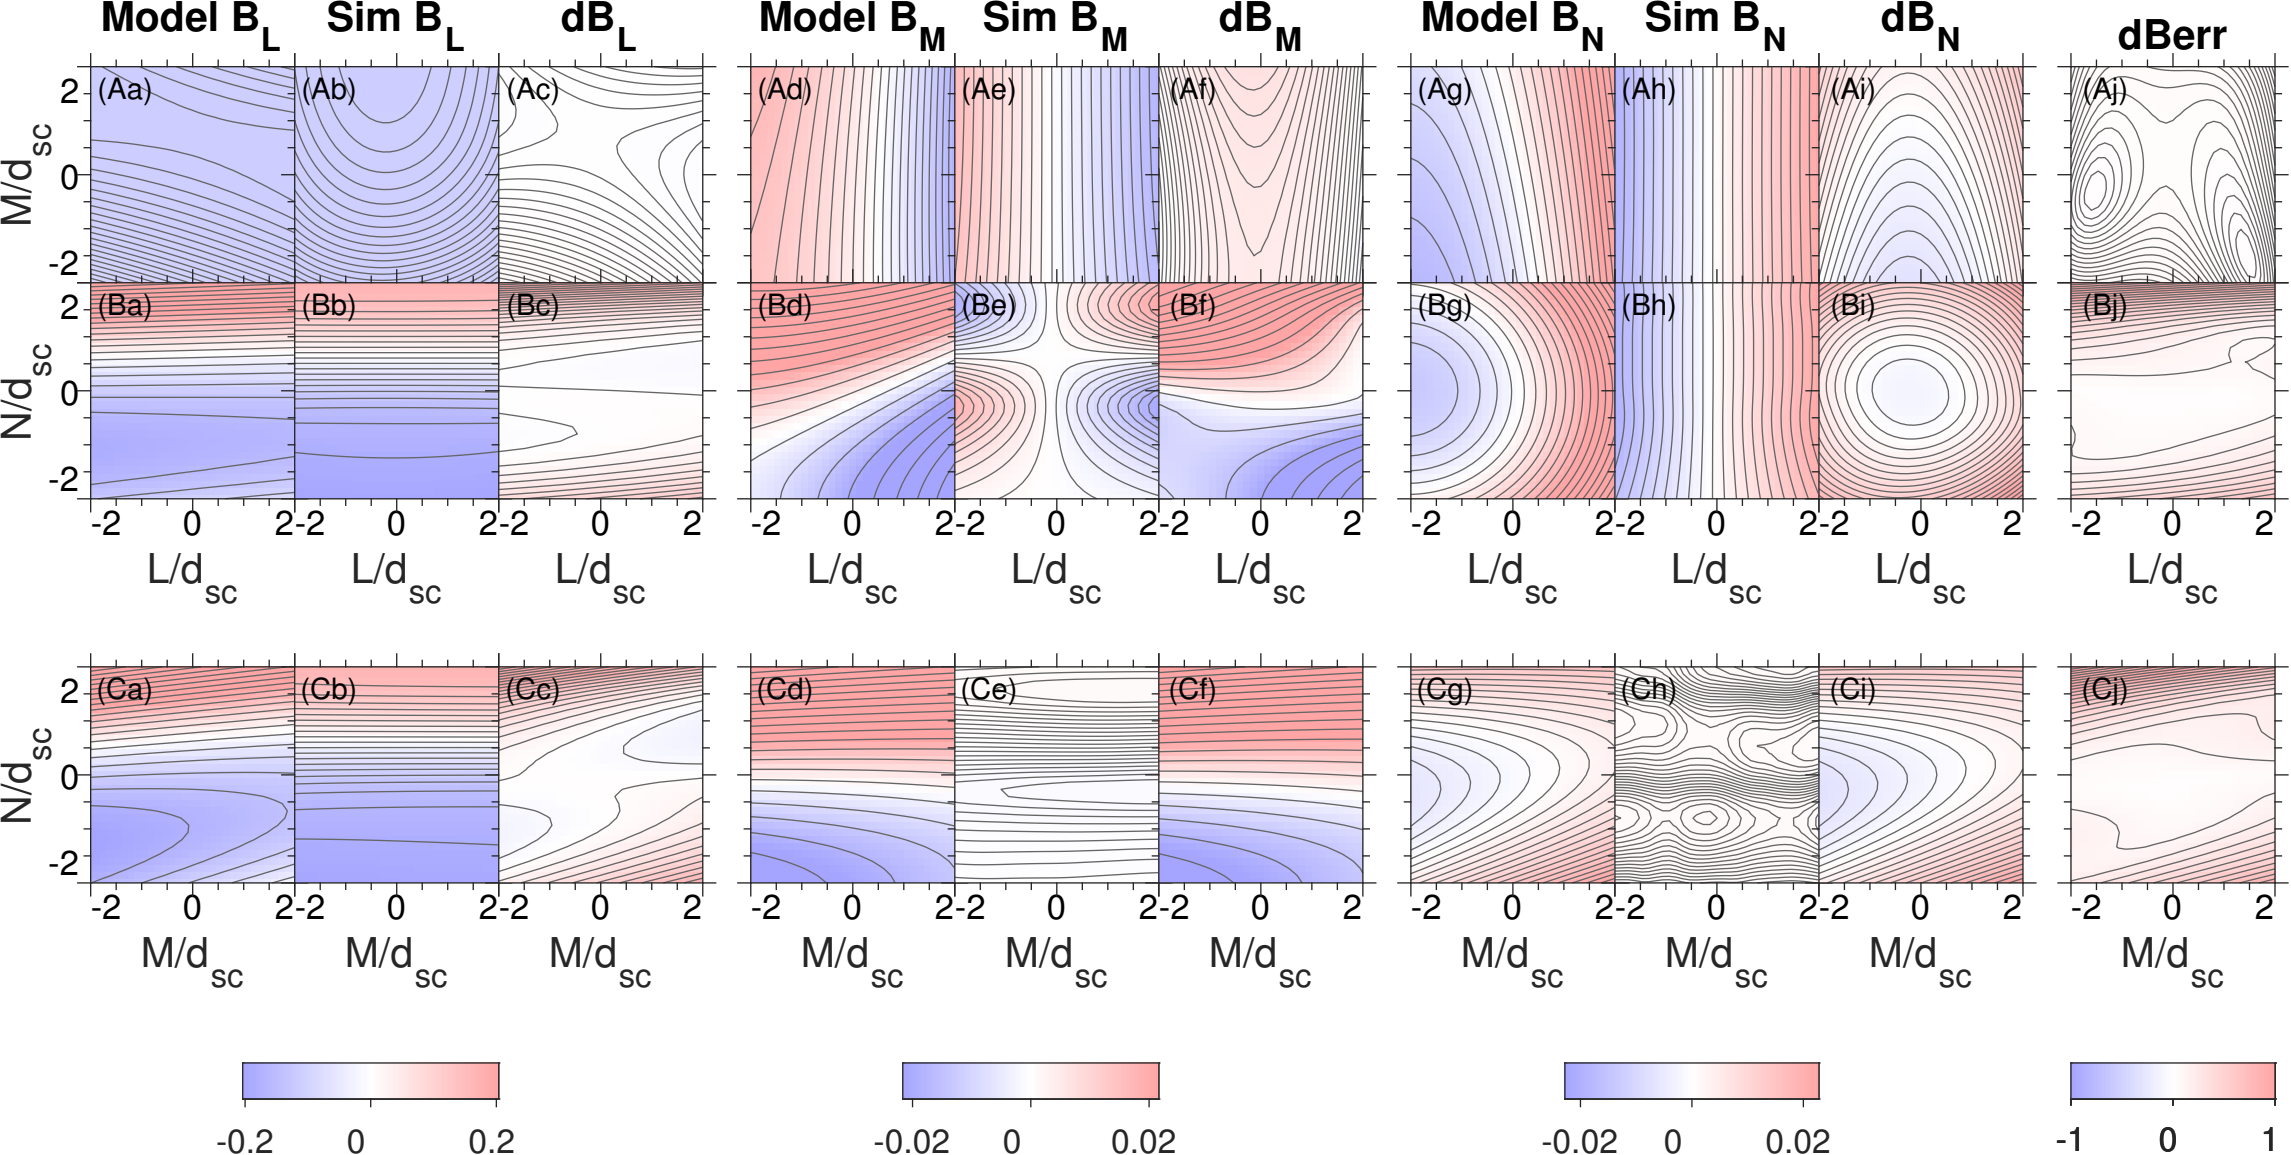 Model B_L Sim B_L dB_L Model B_M Sim B_M dB_M Model B_N Sim B_N dB_N dBerr
(Aa) (Ab) (Ac) (Ad) (Ae) (Af) (Ag) (Ah) (Ai) (Aj)
2
0
-2
M/d_sc
(Ba) (Bb) (Bc) (Bd) (Be) (Bf) (Bg) (Bh) (Bi) (Bj)
2
0
-2
N/d_sc
-2 0 2 -2 0 2 -2 0 2 -2 0 2 -2 0 2 -2 0 2 -2 0 2 -2 0 2 -2 0 2 -2 0 2
L/d_sc L/d_sc L/d_sc L/d_sc L/d_sc L/d_sc L/d_sc L/d_sc L/d_sc L/d_sc
(Ca) (Cb) (Cc) (Cd) (Ce) (Cf) (Cg) (Ch) (Ci) (Cj)
2
0
-2
N/d_sc
-2 0 2 -2 0 2 -2 0 2 -2 0 2 -2 0 2 -2 0 2 -2 0 2 -2 0 2 -2 0 2 -2 0 2
M/d_sc M/d_sc M/d_sc M/d_sc M/d_sc M/d_sc M/d_sc M/d_sc M/d_sc M/d_sc
-0.2 0 0.2 -0.02 0 0.02 -0.02 0 0.02 -1 0 1